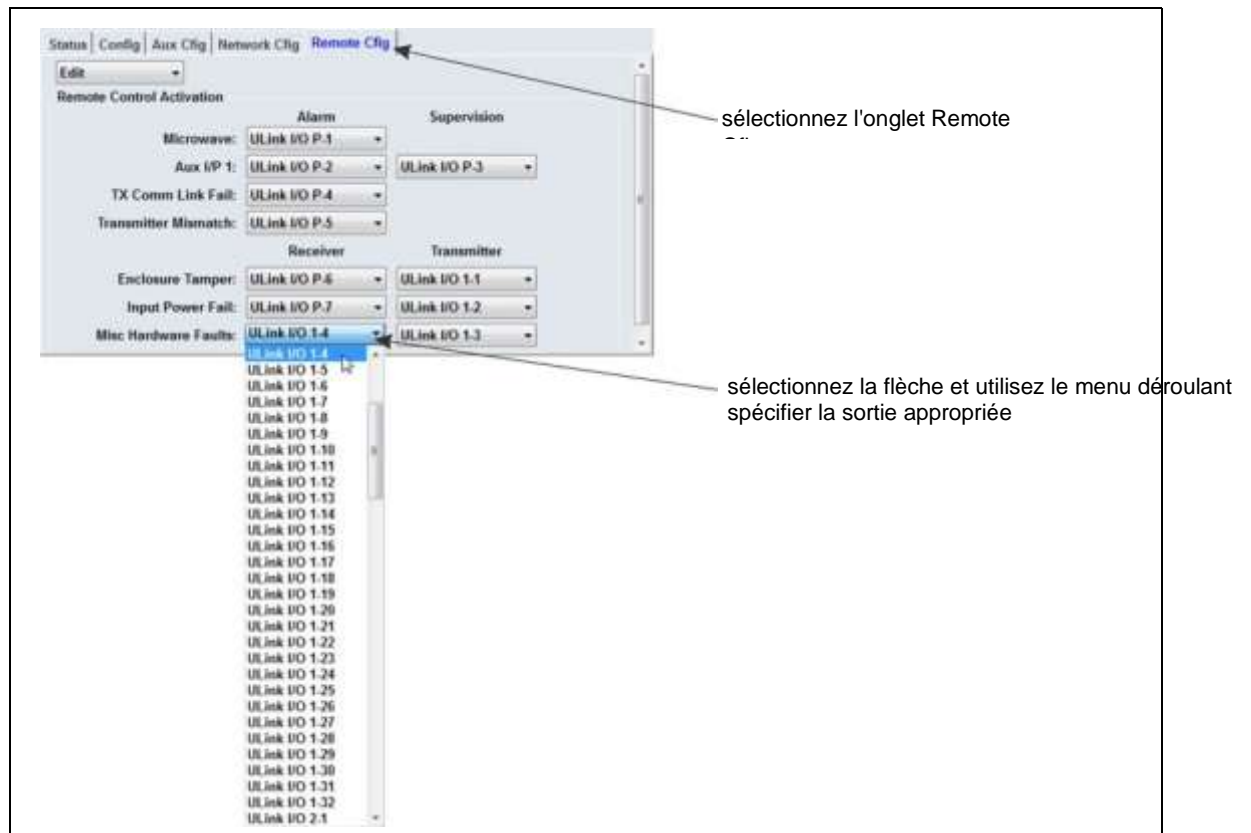 Status Config Aux Cfig Network Cfig Remote Cfig
Edit
Remote Control Activation
Alarm Supervision
Microwave: ULink I/O P-1
Aux I/P 1: ULink I/O P-2 ULink I/O P-3
TX Comm Link Fail: ULink I/O P-4
Transmitter Mismatch: ULink I/O P-5
Receiver Transmitter
Enclosure Tamper: ULink I/O P-6 ULink I/O 1-1
Input Power Fail: ULink I/O P-7 ULink I/O 1-2
Misc Hardware Faults: ULink I/O 1-4 ULink I/O 1-3
ULink I/O 1-4
ULink I/O 1-5
ULink I/O 1-6
ULink I/O 1-7
ULink I/O 1-8
ULink I/O 1-9
ULink I/O 1-10
ULink I/O 1-11
ULink I/O 1-12
ULink I/O 1-13
ULink I/O 1-14
ULink I/O 1-15
ULink I/O 1-16
ULink I/O 1-17
ULink I/O 1-18
ULink I/O 1-19
ULink I/O 1-20
ULink I/O 1-21
ULink I/O 1-22
ULink I/O 1-23
ULink I/O 1-24
ULink I/O 1-25
ULink I/O 1-26
ULink I/O 1-27
ULink I/O 1-28
ULink I/O 1-29
ULink I/O 1-30
ULink I/O 1-31
ULink I/O 1-32
ULink I/O 2-1
sélectionnez l'onglet Remote
sélectionnez la flèche et utilisez le menu déroulant
spécifier la sortie appropriée